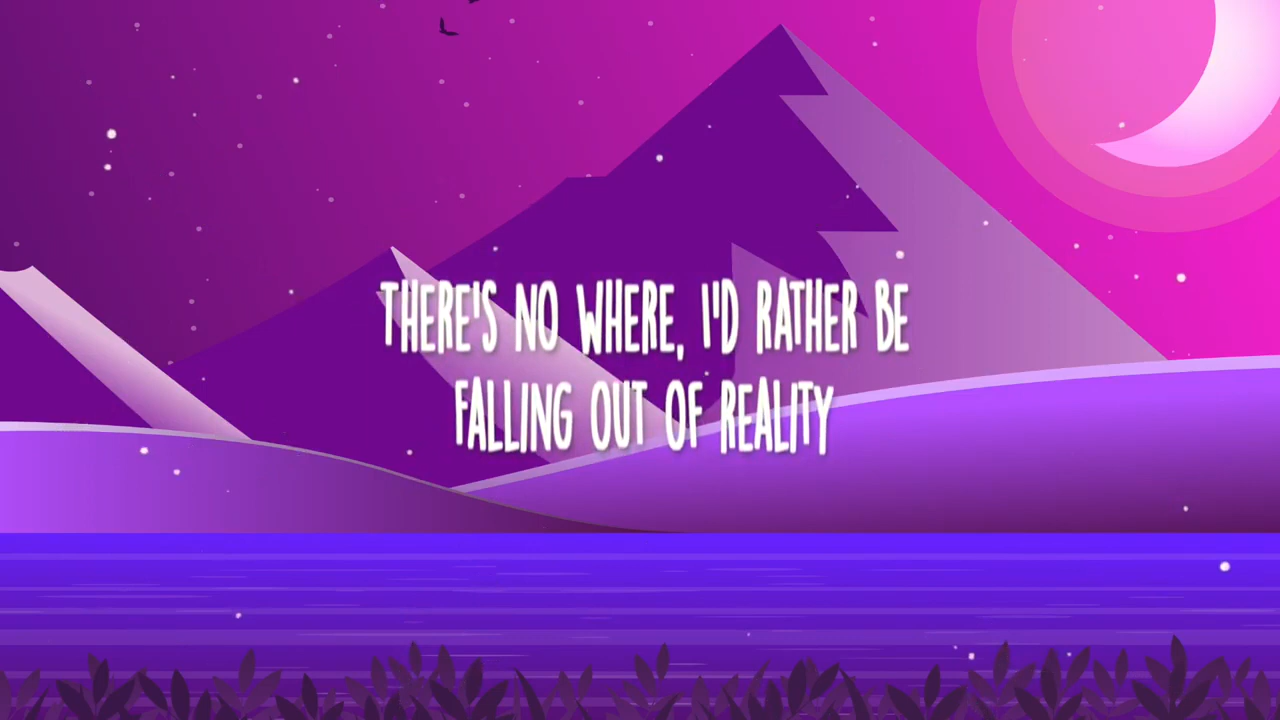 THERE'S NO WHERE, I'D RATHER BE
FALLING OUT OF REALITY